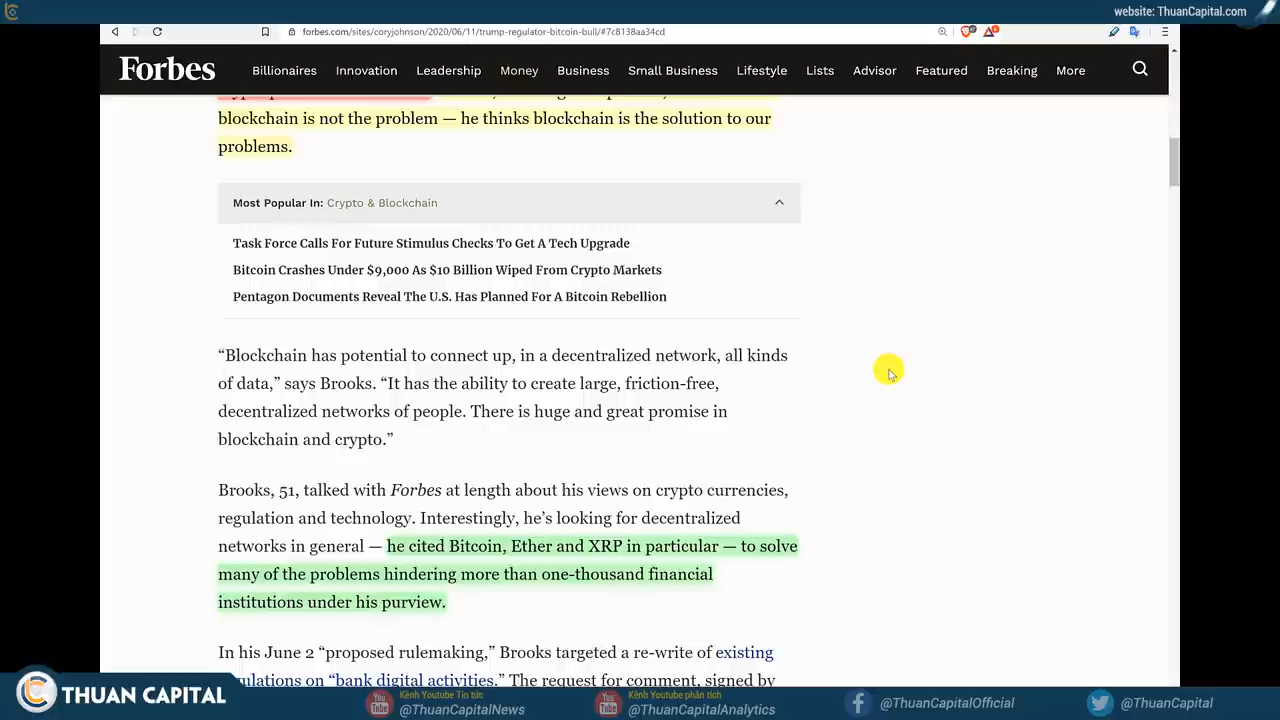 website: ThuanCapital.com
forbes.com/sites/coryjohnson/2020/06/11/trump-regulator-bitcoin-bull/#7c8138aa34cd
Forbes
Billionaires Innovation Leadership Money Business Small Business Lifestyle Lists Advisor Featured Breaking More
blockchain is not the problem — he thinks blockchain is the solution to our
problems.
Most Popular In: Crypto & Blockchain
Task Force Calls For Future Stimulus Checks To Get A Tech Upgrade
Bitcoin Crashes Under $9,000 As $10 Billion Wiped From Crypto Markets
Pentagon Documents Reveal The U.S. Has Planned For A Bitcoin Rebellion
“Blockchain has potential to connect up, in a decentralized network, all kinds
of data,” says Brooks. “It has the ability to create large, friction-free,
decentralized networks of people. There is huge and great promise in
blockchain and crypto.”
Brooks, 51, talked with Forbes at length about his views on crypto currencies,
regulation and technology. Interestingly, he’s looking for decentralized
networks in general — he cited Bitcoin, Ether and XRP in particular — to solve
many of the problems hindering more than one-thousand financial
institutions under his purview.
In his June 2 “proposed rulemaking,” Brooks targeted a re-write of existing
“bank digital activities.” The request for comment, signed by
THUAN CAPITAL
You Tube
Kênh Youtube Tin tức
@ThuanCapitalNews
You Tube
Kênh Youtube phân tích
@ThuanCapitalAnalytics
@ThuanCapitalOfficial
@ThuanCapital